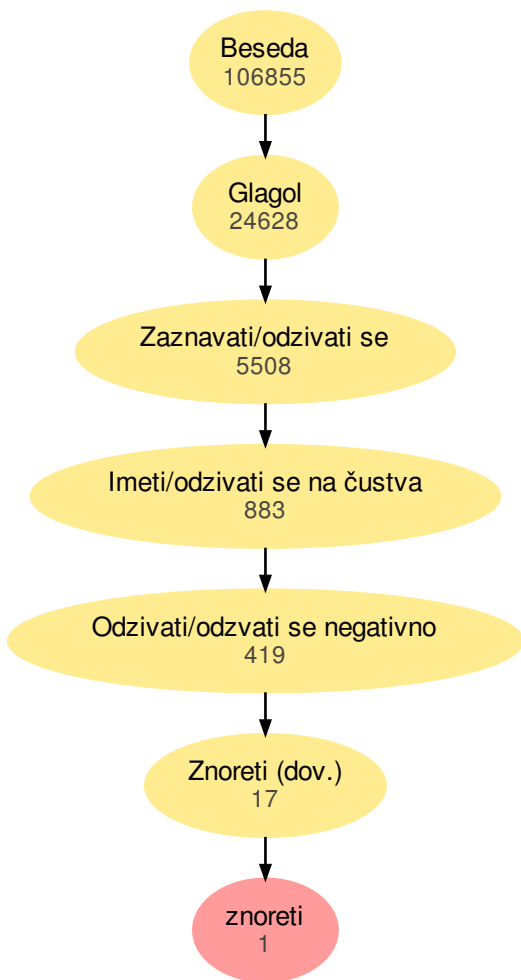 Beseda
106855
Glagol
24628
Zaznavati/odzivati se
5508
Imeti/odzivati se na čustva
883
Odzivati/odzvati se negativno
419
Znoreti (dov.)
17
znoreti
1